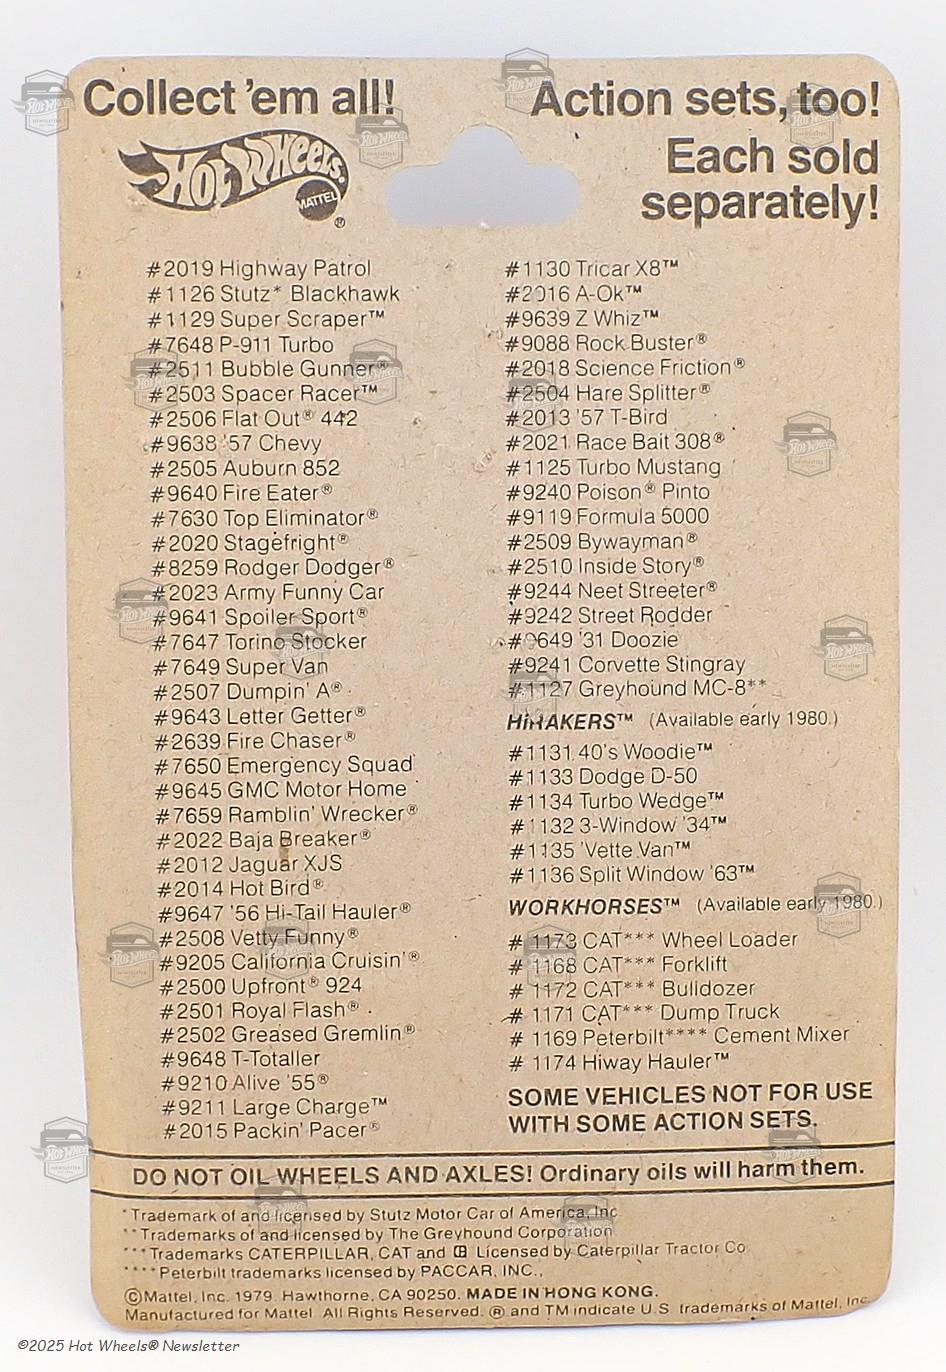 Collect 'em all!
HOT WHEELS®
MATTEL
®
Action sets, too!
Each sold
separately!
#2019 Highway Patrol
#1126 Stutz* Blackhawk
#1129 Super Scraper™
#7648 P-911 Turbo
#2511 Bubble Gunner®
#2503 Spacer Racer™
#2506 Flat Out® 442
#9638 '57 Chevy
#2505 Auburn 852
#9640 Fire Eater®
#7630 Top Eliminator®
#2020 Stagefright®
#8259 Rodger Dodger®
#2023 Army Funny Car
#9641 Spoiler Sport®
#7647 Torino Stocker
#7649 Super Van
#2507 Dumpin' A®
#9643 Letter Getter®
#2639 Fire Chaser®
#7650 Emergency Squad
#9645 GMC Motor Home
#7659 Ramblin' Wrecker®
#2022 Baja Breaker®
#2012 Jaguar XJS
#2014 Hot Bird®
#9647 '56 Hi-Tail Hauler®
#2508 Vetty Funny®
#9205 California Cruisin'®
#2500 Upfront® 924
#2501 Royal Flash®
#2502 Greased Gremlin®
#9648 T-Totaller
#9210 Alive '55®
#9211 Large Charge™
#2015 Packin' Pacer®
#1130 Tricar X8™
#2016 A-Ok™
#9639 Z Whiz™
#9088 Rock Buster®
#2018 Science Friction®
#2504 Hare Splitter®
#2013 '57 T-Bird
#2021 Race Bait 308®
#1125 Turbo Mustang
#9240 Poison® Pinto
#9119 Formula 5000
#2509 Bywayman®
#2510 Inside Story®
#9244 Neet Streeter®
#9242 Street Rodder
#9649 '31 Doozie
#9241 Corvette Stingray
#1127 Greyhound MC-8**
HIRAKERS™ (Available early 1980.)
#1131 40's Woodie™
#1133 Dodge D-50
#1134 Turbo Wedge™
#1132 3-Window '34™
#1135 'Vette Van™
#1136 Split Window '63™
WORKHORSES™ (Available early 1980.)
# 1173 CAT*** Wheel Loader
# 1168 CAT*** Forklift
# 1172 CAT*** Bulldozer
# 1171 CAT*** Dump Truck
# 1169 Peterbilt**** Cement Mixer
# 1174 Hiway Hauler™
SOME VEHICLES NOT FOR USE
WITH SOME ACTION SETS.
DO NOT OIL WHEELS AND AXLES! Ordinary oils will harm them.
*Trademark of and licensed by Stutz Motor Car of America, Inc
**Trademarks of and licensed by The Greyhound Corporation
***Trademarks CATERPILLAR, CAT and Licensed by Caterpillar Tractor Co
****Peterbilt trademarks licensed by PACCAR, INC.,
©Mattel, Inc. 1979. Hawthorne, CA 90250. MADE IN HONG KONG.
Manufactured for Mattel. All Rights Reserved. ® and TM indicate U.S. trademarks of Mattel, Inc.
©2025 Hot Wheels® Newsletter